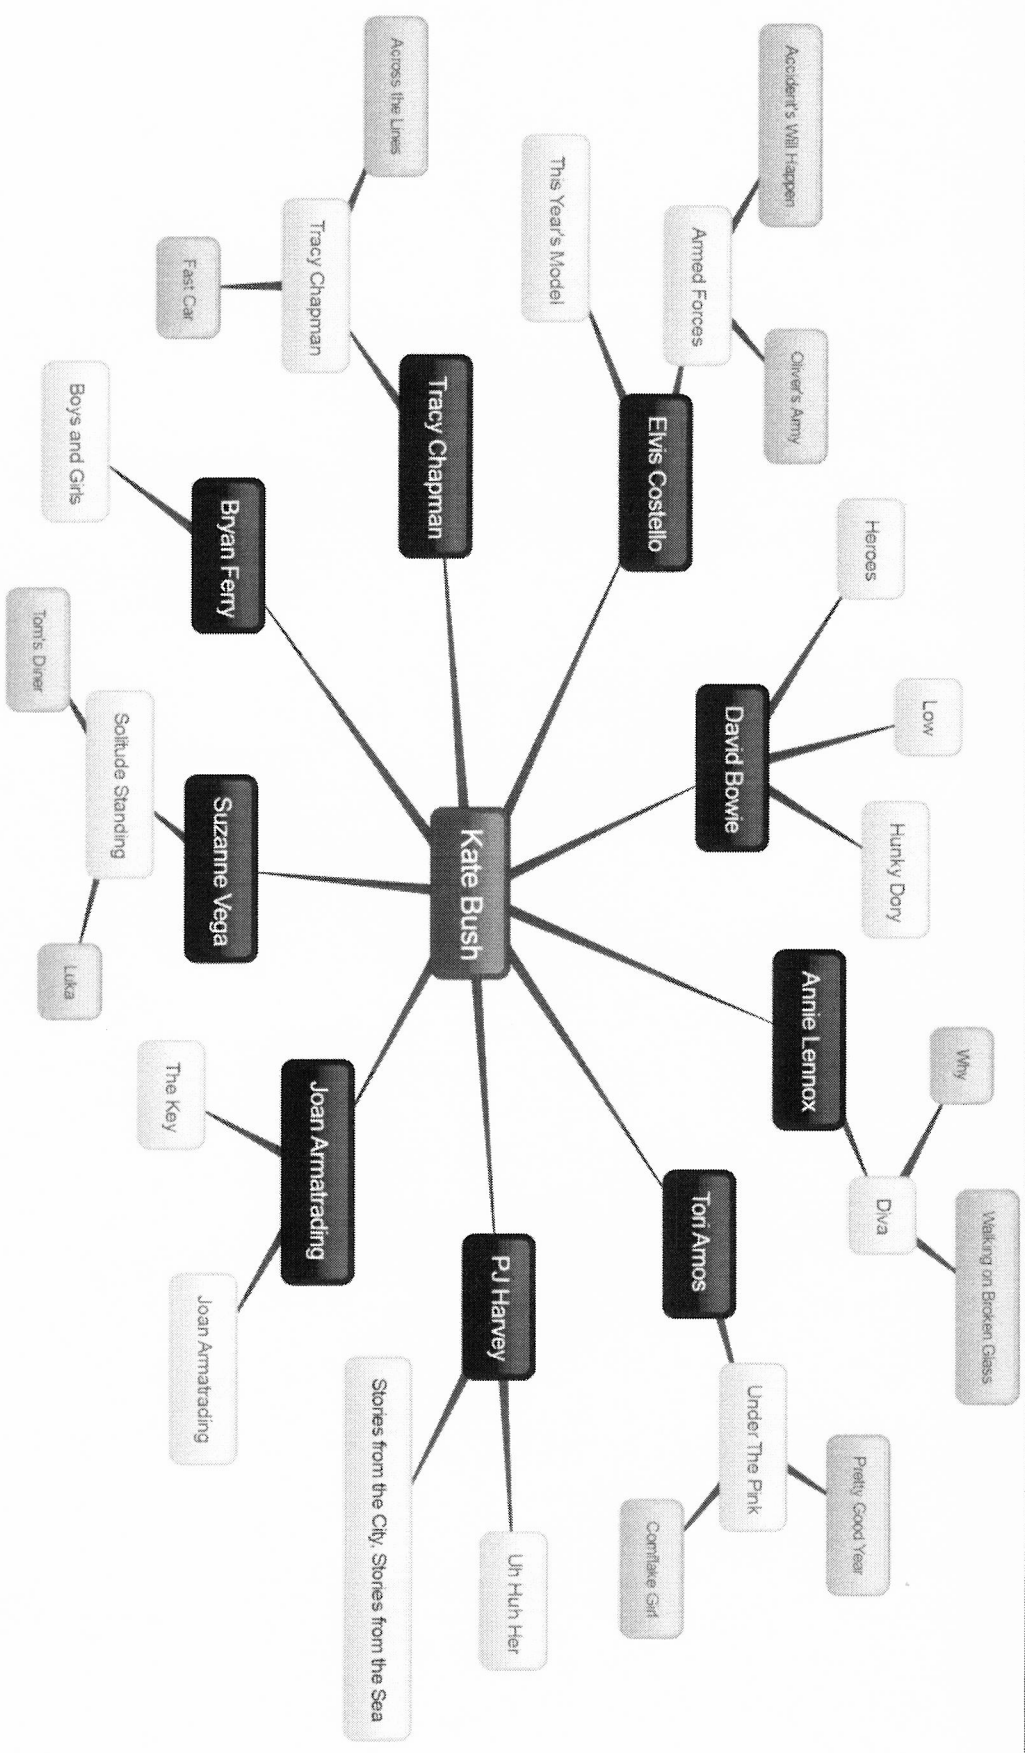 Accident's Will Happen
Oliver's Army
Armed Forces
This Year's Model
Elvis Costello
Across the Lines
Fast Car
Tracy Chapman
Tracy Chapman
Heroes
Low
Hunky Dory
David Bowie
Why
Walking on Broken Glass
Diva
Annie Lennox
Kate Bush
Pretty Good Year
Under The Pink
Cornflake Girl
Tori Amos
Boys and Girls
Bryan Ferry
Tom's Diner
Solitude Standing
Luka
Suzanne Vega
The Key
Joan Armatrading
Joan Armatrading
PJ Harvey
Uh Huh Her
Stories from the City, Stories from the Sea